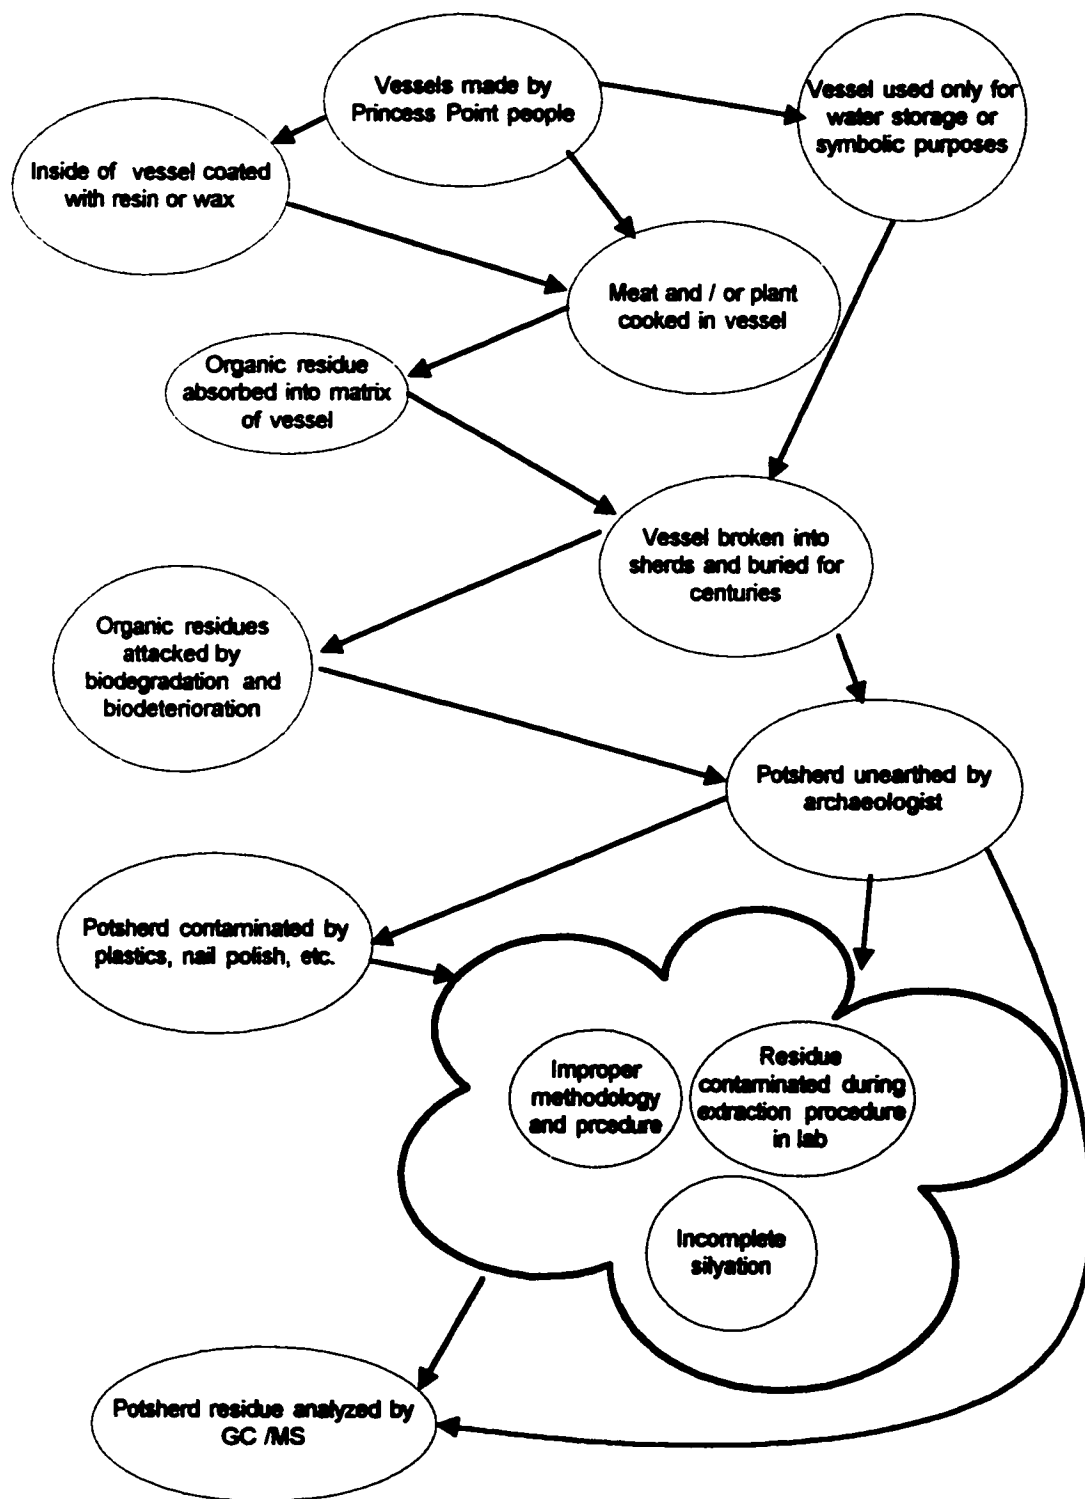 Vessels made by
Princess Point people
Vessel used only for
water storage or
symbolic purposes
Inside of vessel coated
with resin or wax
Meat and / or plant
cooked in vessel
Organic residue
absorbed into matrix
of vessel
Vessel broken into
sherds and buried for
centuries
Organic residues
attacked by
biodegradation and
biodeterioration
Potsherd unearthed by
archaeologist
Potsherd contaminated by
plastics, nail polish, etc.
Improper
methodology
and prcedure
Residue
contaminated during
extraction procedure
in lab
Incomplete
silyation
Potsherd residue analyzed by
GC /MS